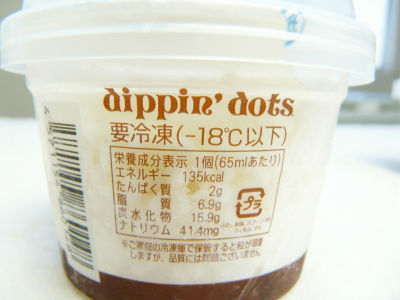 dippin' dots
要冷凍(-18℃以下)
栄養成分表示 1個(65mlあたり)
エネルギー 135kcal
たんぱく質 2g
脂質 6.9g
炭水化物 15.9g
ナトリウム 41.4mg
プラ
※ご家庭の冷凍庫で保管すると粒が溶着
しますが、品質には問題ございません。